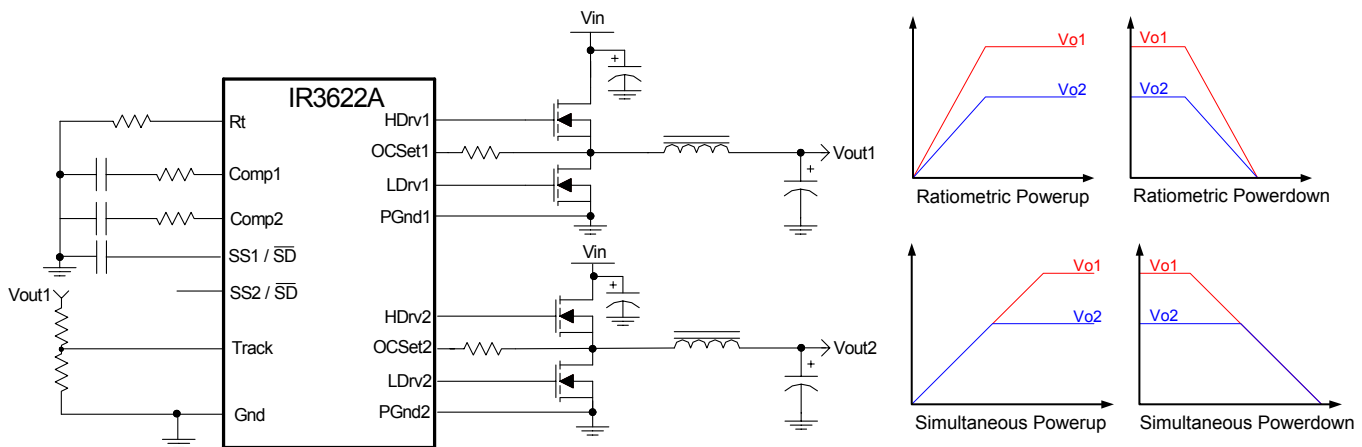 IR3622A
Rt
Comp1
Comp2
SS1 / SD
SS2 / SD
Vout1
Track
Gnd
HDrv1
OCSet1
LDrv1
PGnd1
HDrv2
OCSet2
LDrv2
PGnd2
Vin
+
+
Vout1
Vin
+
+
Vout2
Vo1
Vo2
Ratiometric Powerup
Vo1
Vo2
Ratiometric Powerdown
Vo1
Vo2
Simultaneous Powerup
Vo1
Vo2
Simultaneous Powerdown